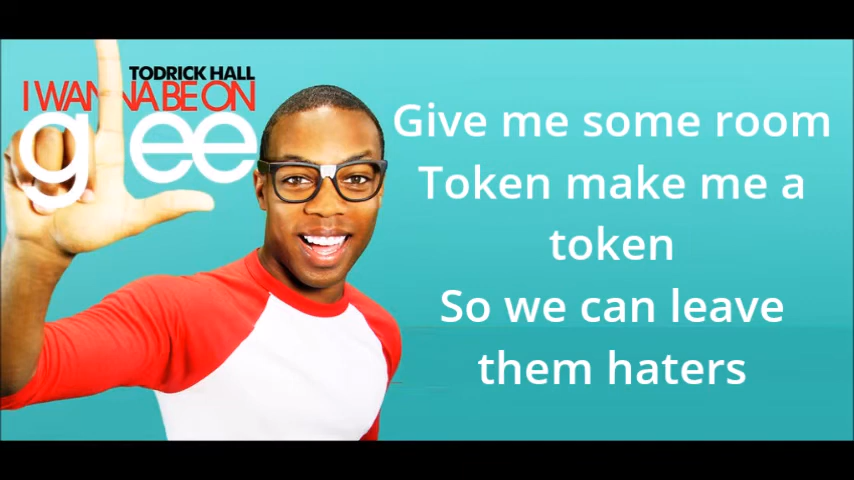 TODRICK HALL
I WANNA BE ON
glee
Give me some room
Token make me a
token
So we can leave
them haters